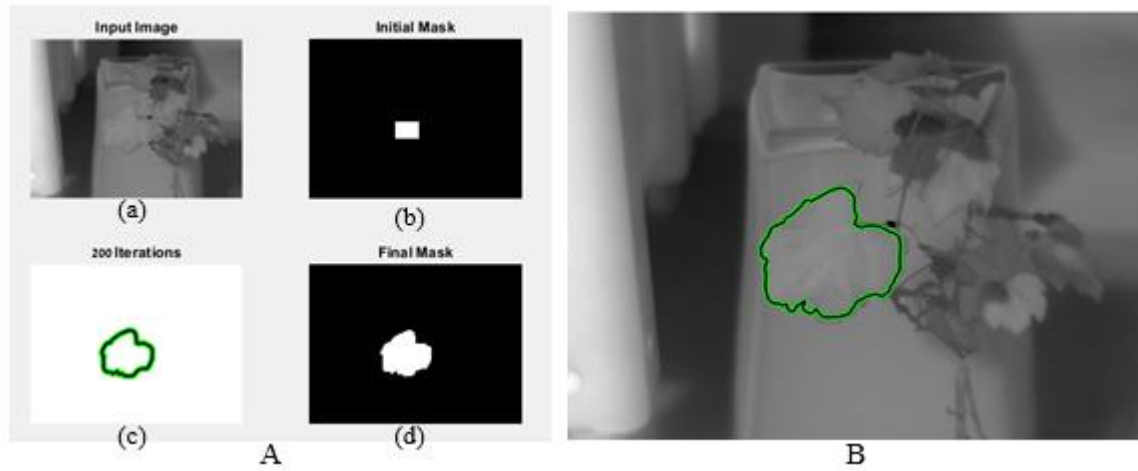 Input Image
Initial Mask
(a)
(b)
200 Iterations
Final Mask
(c)
(d)
A
B